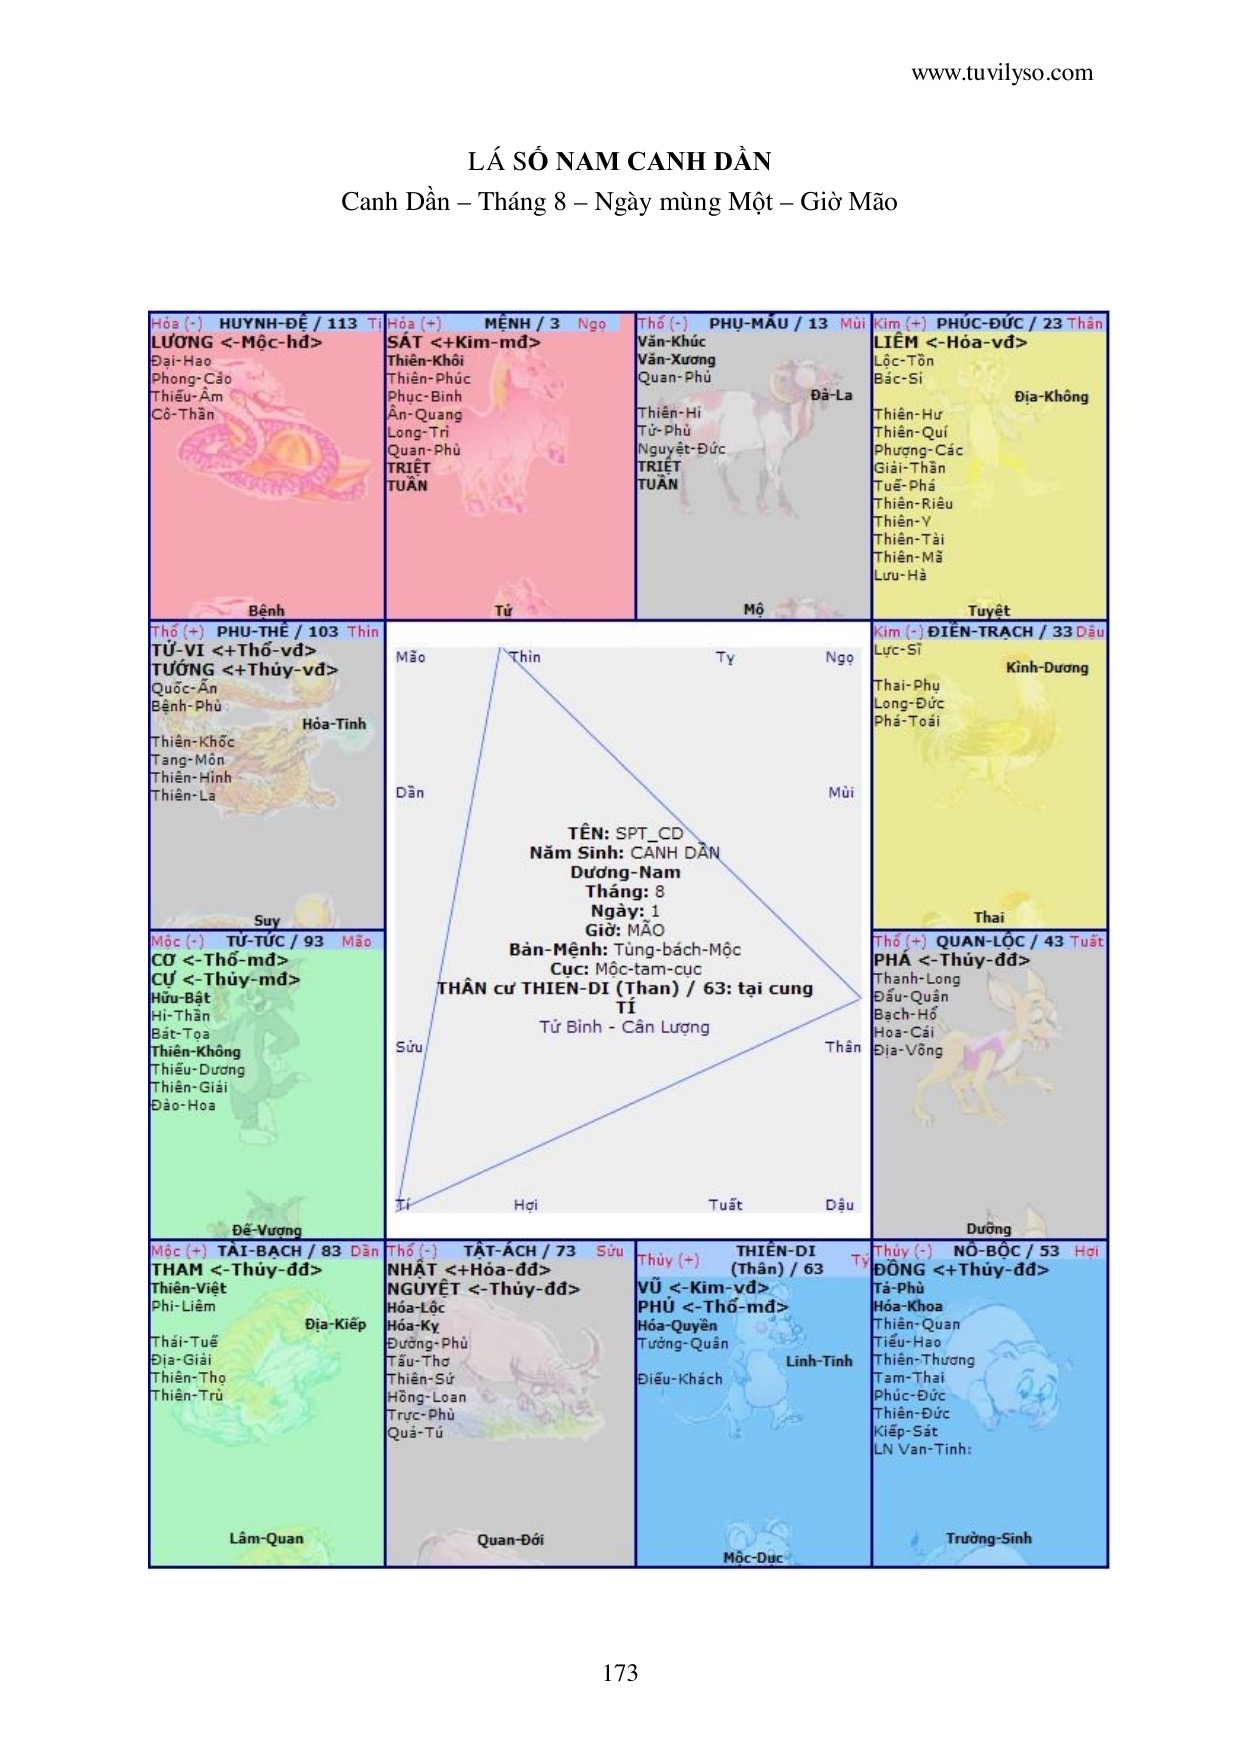 www.tuvilyso.com
LÁ SỐ NAM CANH DẦN
Canh Dần – Tháng 8 – Ngày mùng Một – Giờ Mão
Hỏa (-) HUYNH-ĐỆ / 113 Tị
LƯƠNG <-Mộc-hđ>
Đại-Hao
Phong-Cáo
Thiếu-Âm
Cô-Thần
Bệnh
Hỏa (+) MỆNH / 3 Ngọ
SÁT <+Kim-mđ>
Thiên-Khôi
Thiên-Phúc
Phục-Binh
Ân-Quang
Long-Trì
Quan-Phù
TRIỆT
TUẦN
Tử
Thổ (-) PHỤ-MẪU / 13 Mùi
Văn-Khúc
Văn-Xương
Quan-Phủ
Đà-La
Thiên-Hỉ
Tử-Phù
Nguyệt-Đức
TRIỆT
TUẦN
Mộ
Kim (+) PHÚC-ĐỨC / 23 Thân
LIÊM <-Hỏa-vđ>
Lộc-Tồn
Bác-Sỉ
Địa-Không
Thiên-Hư
Thiên-Quí
Phượng-Các
Giải-Thần
Tuế-Phá
Thiên-Riêu
Thiên-Y
Thiên-Tài
Thiên-Mã
Lưu-Hà
Tuyệt
Thổ (+) PHU-THÊ / 103 Thìn
TỬ-VI <+Thổ-vđ>
TƯỚNG <+Thủy-vđ>
Quốc-Ấn
Bệnh-Phù
Hỏa-Tinh
Thiên-Khốc
Tang-Môn
Thiên-Hình
Thiên-La
Suy
Kim (-) ĐIỀN-TRẠCH / 33 Dậu
Lực-Sĩ
Kình-Dương
Thai-Phụ
Long-Đức
Phá-Toái
Thai
Mão Thìn Tỵ Ngọ
Dần Mùi
TÊN: SPT_CD
Năm Sinh: CANH DẦN
Dương-Nam
Tháng: 8
Ngày: 1
Giờ: MÃO
Bản-Mệnh: Tùng-bách-Mộc
Cục: Mộc-tam-cục
THÂN cư THIEN-DI (Than) / 63: tại cung
TÍ
Tử Bình - Cân Lượng
Sửu Thân
Tí Hợi Tuất Dậu
Mộc (-) TỬ-TỨC / 93 Mão
CƠ <-Thổ-mđ>
CỰ <-Thủy-mđ>
Hữu-Bật
Hỉ-Thần
Bát-Tọa
Thiên-Không
Thiếu-Dương
Thiên-Giải
Đào-Hoa
Đế-Vượng
Thổ (+) QUAN-LỘC / 43 Tuất
PHÁ <-Thủy-đđ>
Thanh-Long
Đẩu-Quân
Bạch-Hổ
Hoa-Cái
Địa-Võng
Dưỡng
Mộc (+) TÀI-BẠCH / 83 Dần
THAM <-Thủy-đđ>
Thiên-Việt
Phi-Liêm
Địa-Kiếp
Thái-Tuế
Địa-Giải
Thiên-Thọ
Thiên-Trù
Lâm-Quan
Thổ (-) TẬT-ÁCH / 73 Sửu
NHẬT <+Hỏa-đđ>
NGUYỆT <-Thủy-đđ>
Hóa-Lộc
Hóa-Kỵ
Đường-Phù
Tấu-Thơ
Thiên-Sứ
Hồng-Loan
Trực-Phù
Quả-Tú
Quan-Đới
Thủy (+) THIÊN-DI (Thân) / 63 Tý
VŨ <-Kim-vđ>
PHỦ <-Thổ-mđ>
Hóa-Quyền
Tướng-Quân
Linh-Tinh
Điếu-Khách
Mộc-Dục
Thủy (-) NÔ-BỘC / 53 Hợi
ĐỒNG <+Thủy-đđ>
Tả-Phù
Hóa-Khoa
Thiên-Quan
Tiểu-Hao
Thiên-Thương
Tam-Thai
Phúc-Đức
Thiên-Đức
Kiếp-Sát
LN Van-Tinh:
Trường-Sinh
173